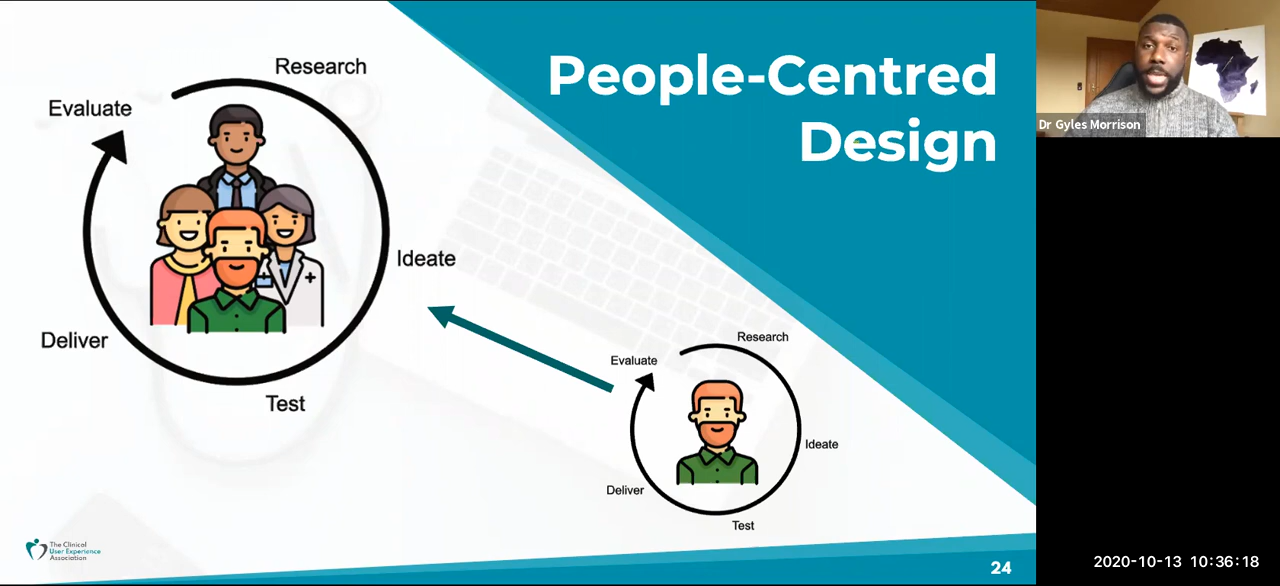 People-Centred
Design
Research
Evaluate
Ideate
Deliver
Test
Research
Evaluate
Ideate
Deliver
Test
The Clinical
User Experience
Association
24
Dr Gyles Morrison
2020-10-13 10:36:18